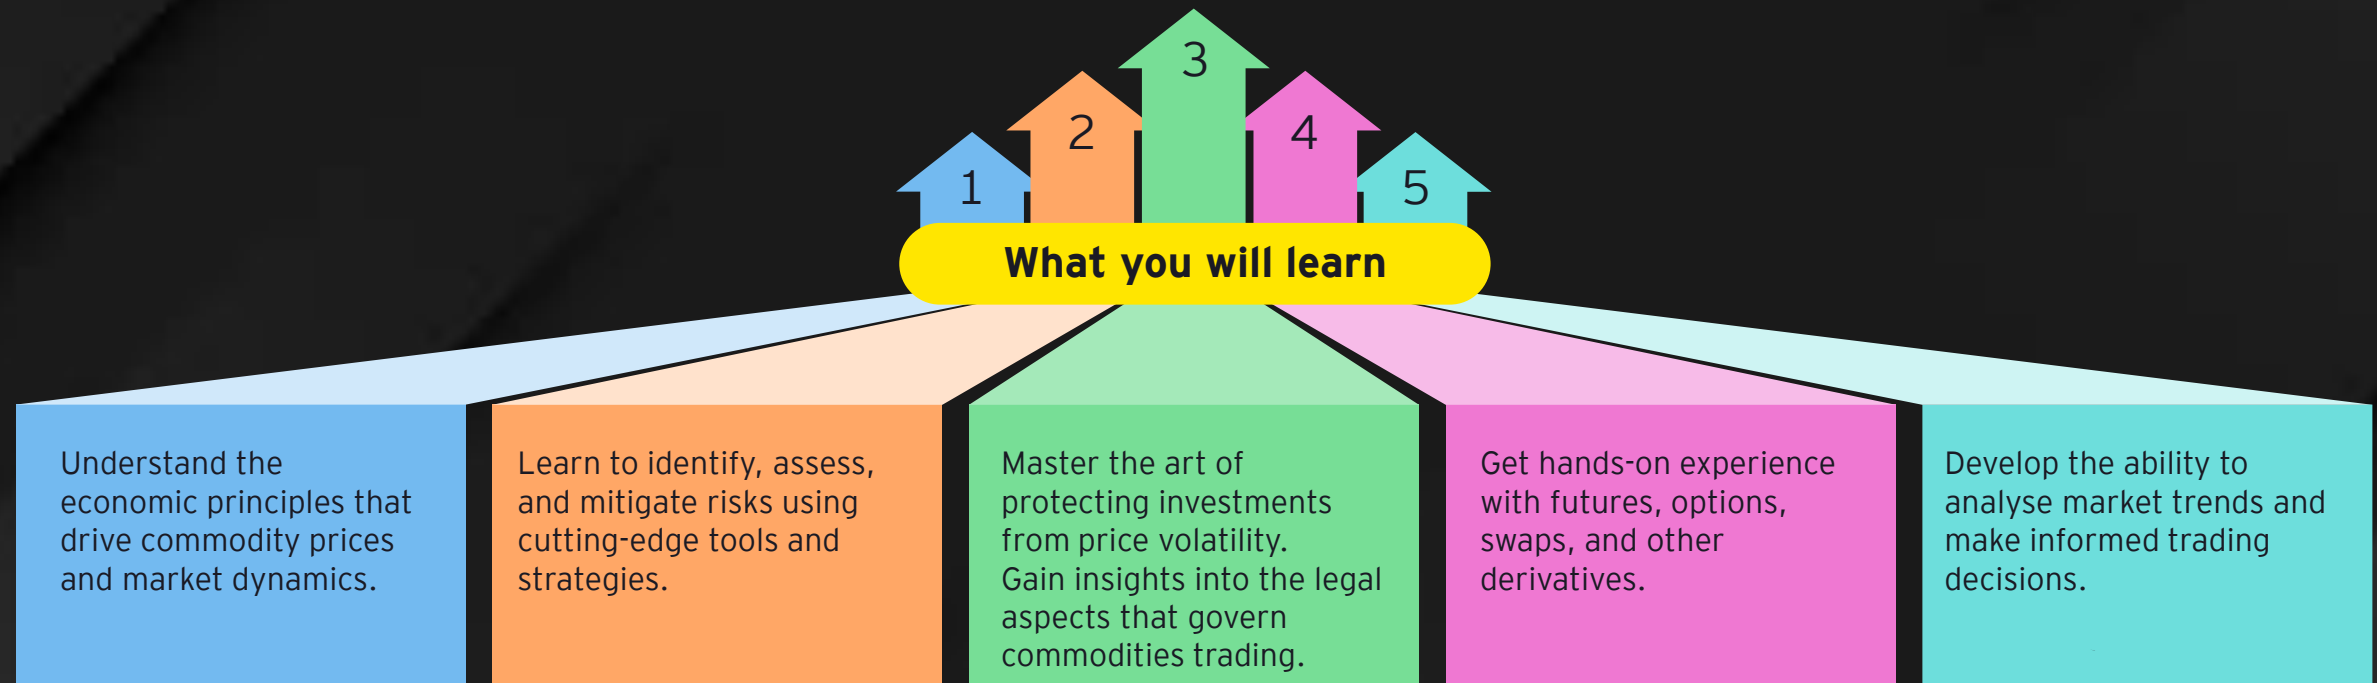 3
2
4
1
5
What you will learn
Understand the
economic principles that
drive commodity prices
and market dynamics.
Learn to identify, assess,
and mitigate risks using
cutting-edge tools and
strategies.
Master the art of
protecting investments
from price volatility.
Gain insights into the legal
aspects that govern
commodities trading.
Get hands-on experience
with futures, options,
swaps, and other
derivatives.
Develop the ability to
analyse market trends and
make informed trading
decisions.